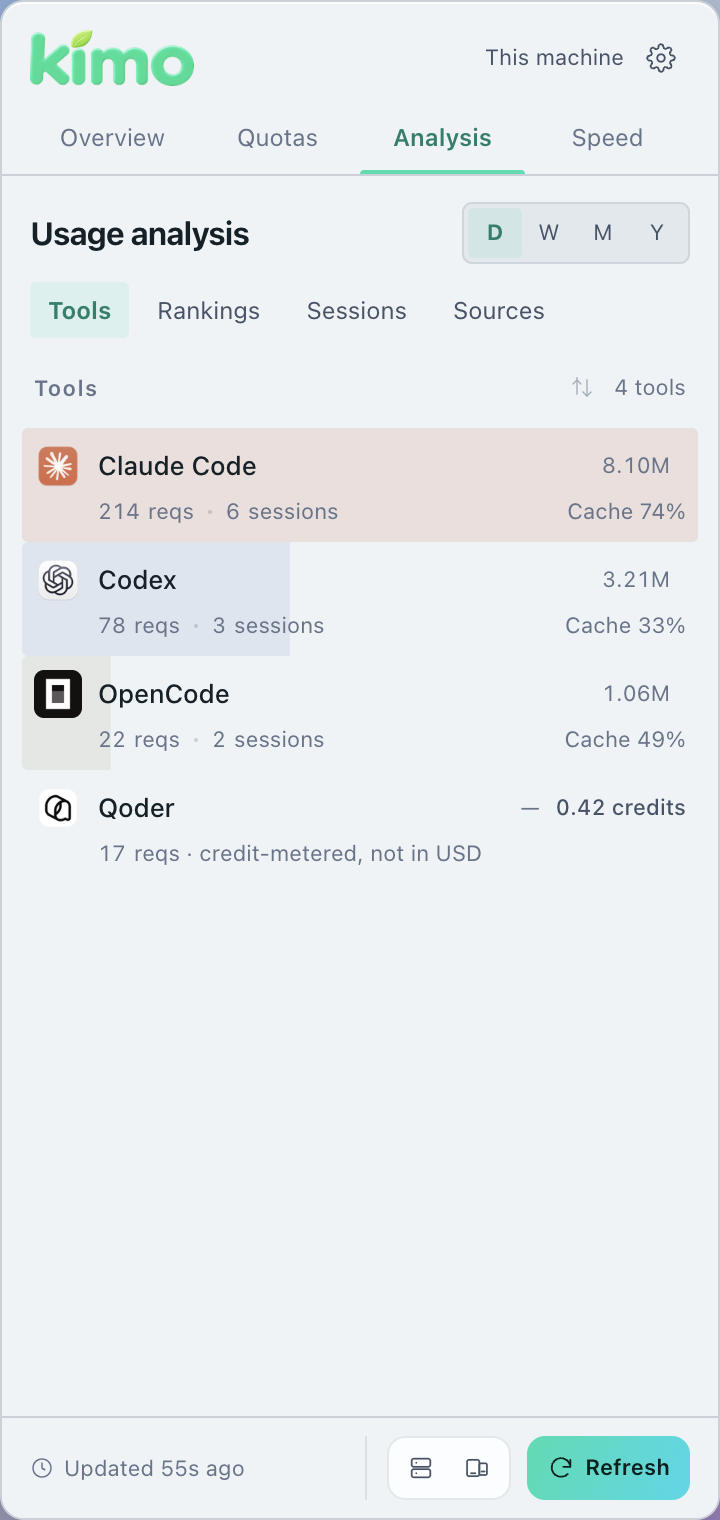 kimo
This machine
Overview Quotas Analysis Speed
Usage analysis
D W M Y
Tools Rankings Sessions Sources
Tools
4 tools
Claude Code 8.10M
214 reqs · 6 sessions Cache 74%
Codex 3.21M
78 reqs · 3 sessions Cache 33%
OpenCode 1.06M
22 reqs · 2 sessions Cache 49%
Qoder — 0.42 credits
17 reqs · credit-metered, not in USD
Updated 55s ago
Refresh